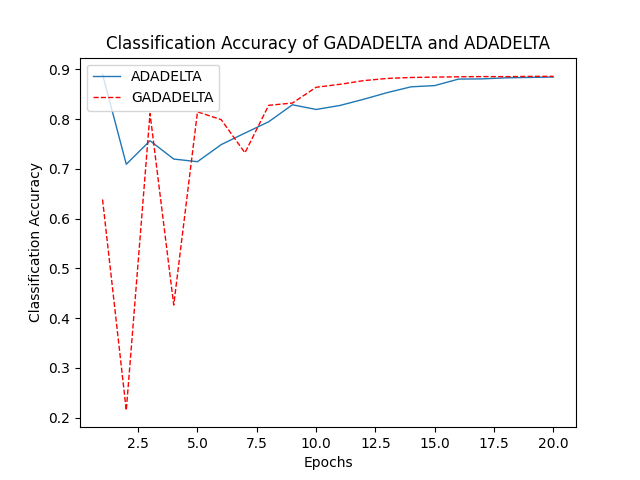 Classification Accuracy of GADADELTA and ADADELTA
ADADELTA
GADADELTA
Classification Accuracy
0.9
0.8
0.7
0.6
0.5
0.4
0.3
0.2
2.5 5.0 7.5 10.0 12.5 15.0 17.5 20.0
Epochs